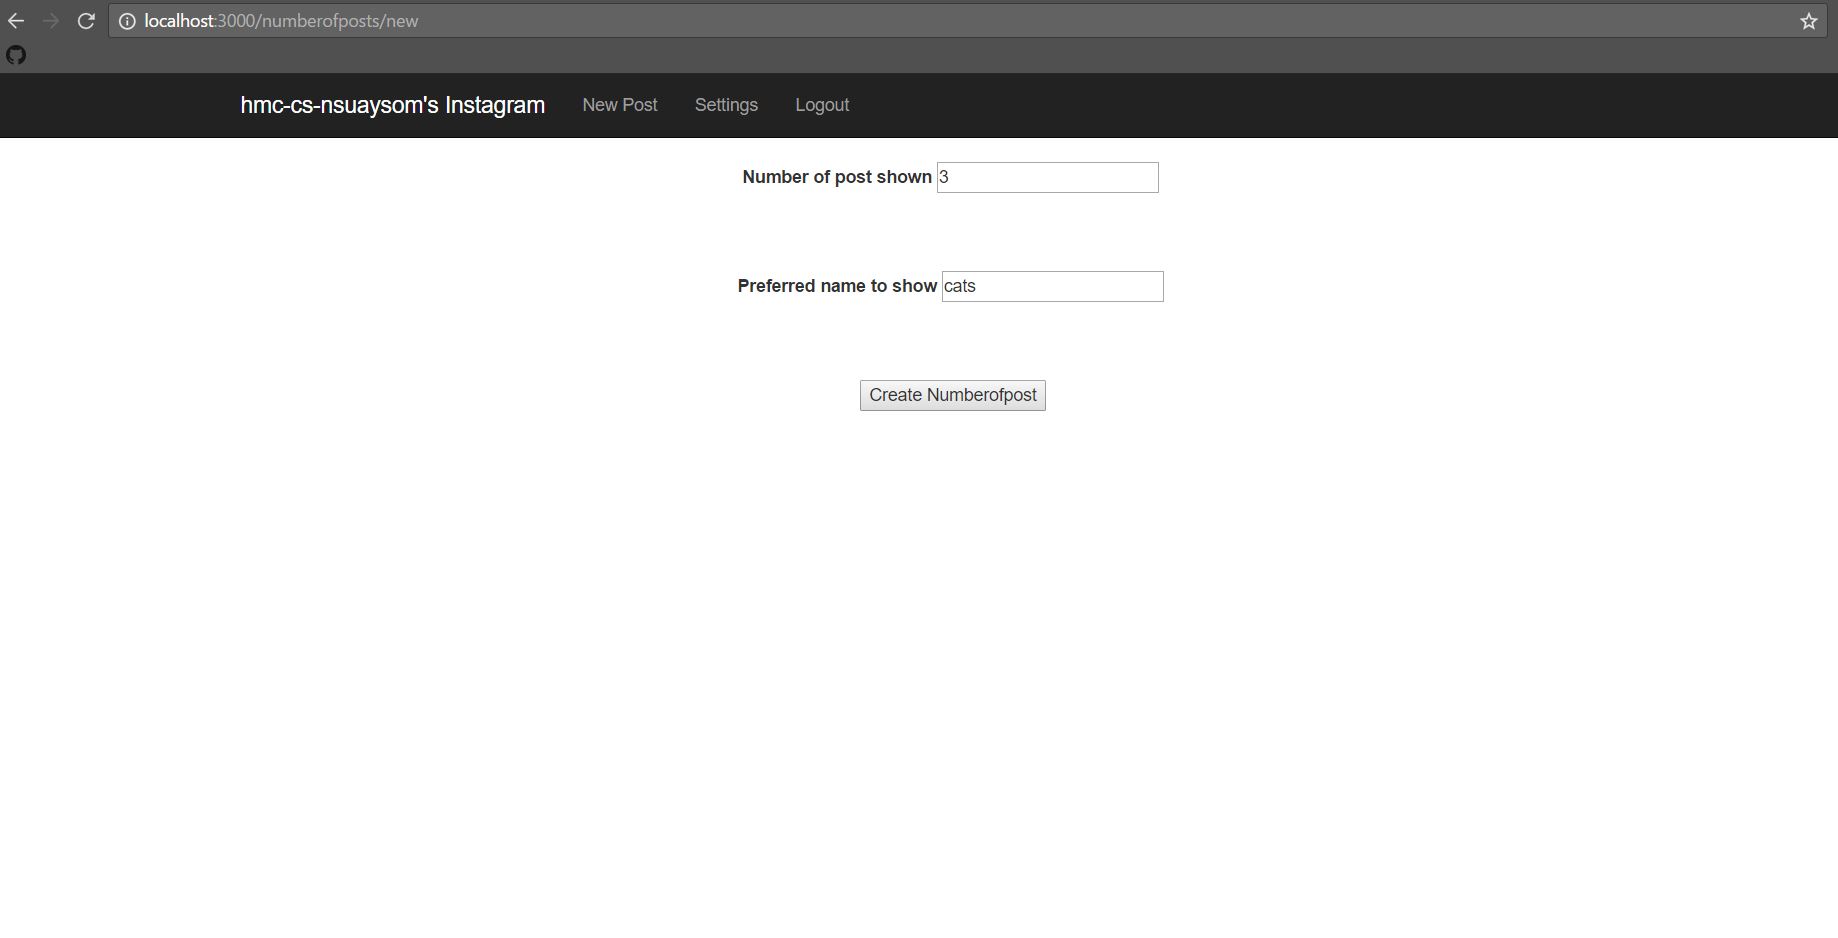 localhost:3000/numberofposts/new
hmc-cs-nsuaysom's Instagram New Post Settings Logout
Number of post shown 3
Preferred name to show cats
Create Numberofpost